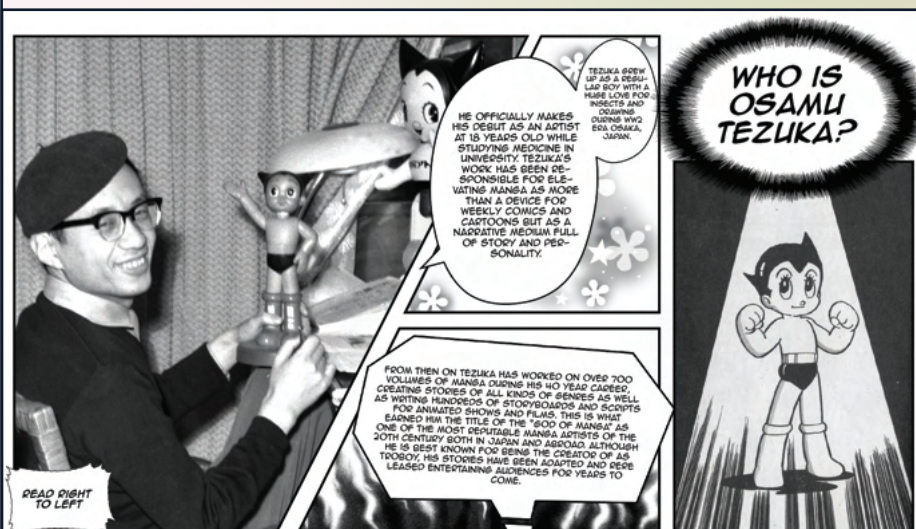 WHO IS
OSAMU
TEZUKA?
TEZUKA GREW
UP AS A REGU-
LAR BOY WITH A
HUGE LOVE FOR
INSECTS AND
DRAWING
DURING WW2
ERA OSAKA,
JAPAN.
HE OFFICIALLY MAKES
HIS DEBUT AS AN ARTIST
AT 18 YEARS OLD WHILE
STUDYING MEDICINE IN
UNIVERSITY. TEZUKA'S
WORK HAS BEEN RE-
SPONSIBLE FOR ELE-
VATING MANGA AS MORE
THAN A DEVICE FOR
WEEKLY COMICS AND
CARTOONS BUT AS A
NARRATIVE MEDIUM FULL
OF STORY AND PER-
SONALITY.
FROM THEN ON TEZUKA HAS WORKED ON OVER 700
VOLUMES OF MANGA DURING HIS 40 YEAR CAREER,
CREATING STORIES OF ALL KINDS OF GENRES AS WELL
AS WRITING HUNDREDS OF STORYBOARDS AND SCRIPTS
FOR ANIMATED SHOWS AND FILMS. THIS IS WHAT
EARNED HIM THE TITLE OF THE "GOD OF MANGA" AS
ONE OF THE MOST REPUTABLE MANGA ARTISTS OF THE
20TH CENTURY BOTH IN JAPAN AND ABROAD. ALTHOUGH
HE IS BEST KNOWN FOR BEING THE CREATOR OF AS
TROBOY, HIS STORIES HAVE BEEN ADAPTED AND RERE
LEASED ENTERTAINING AUDIENCES FOR YEARS TO
COME.
READ RIGHT
TO LEFT